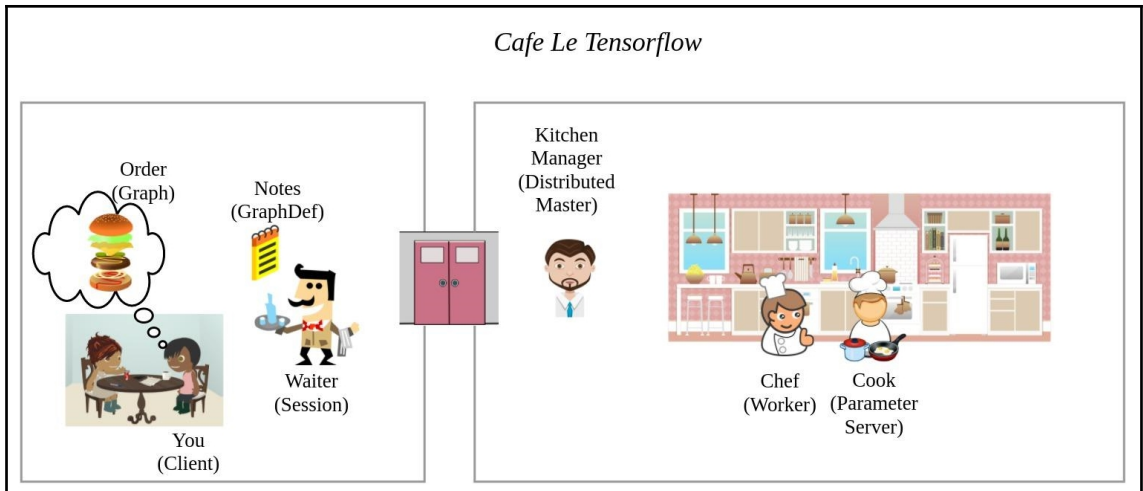 Cafe Le Tensorflow
Order
(Graph)
Notes
(GraphDef)
Waiter
(Session)
You
(Client)
Kitchen
Manager
(Distributed
Master)
Chef
(Worker)
Cook
(Parameter
Server)